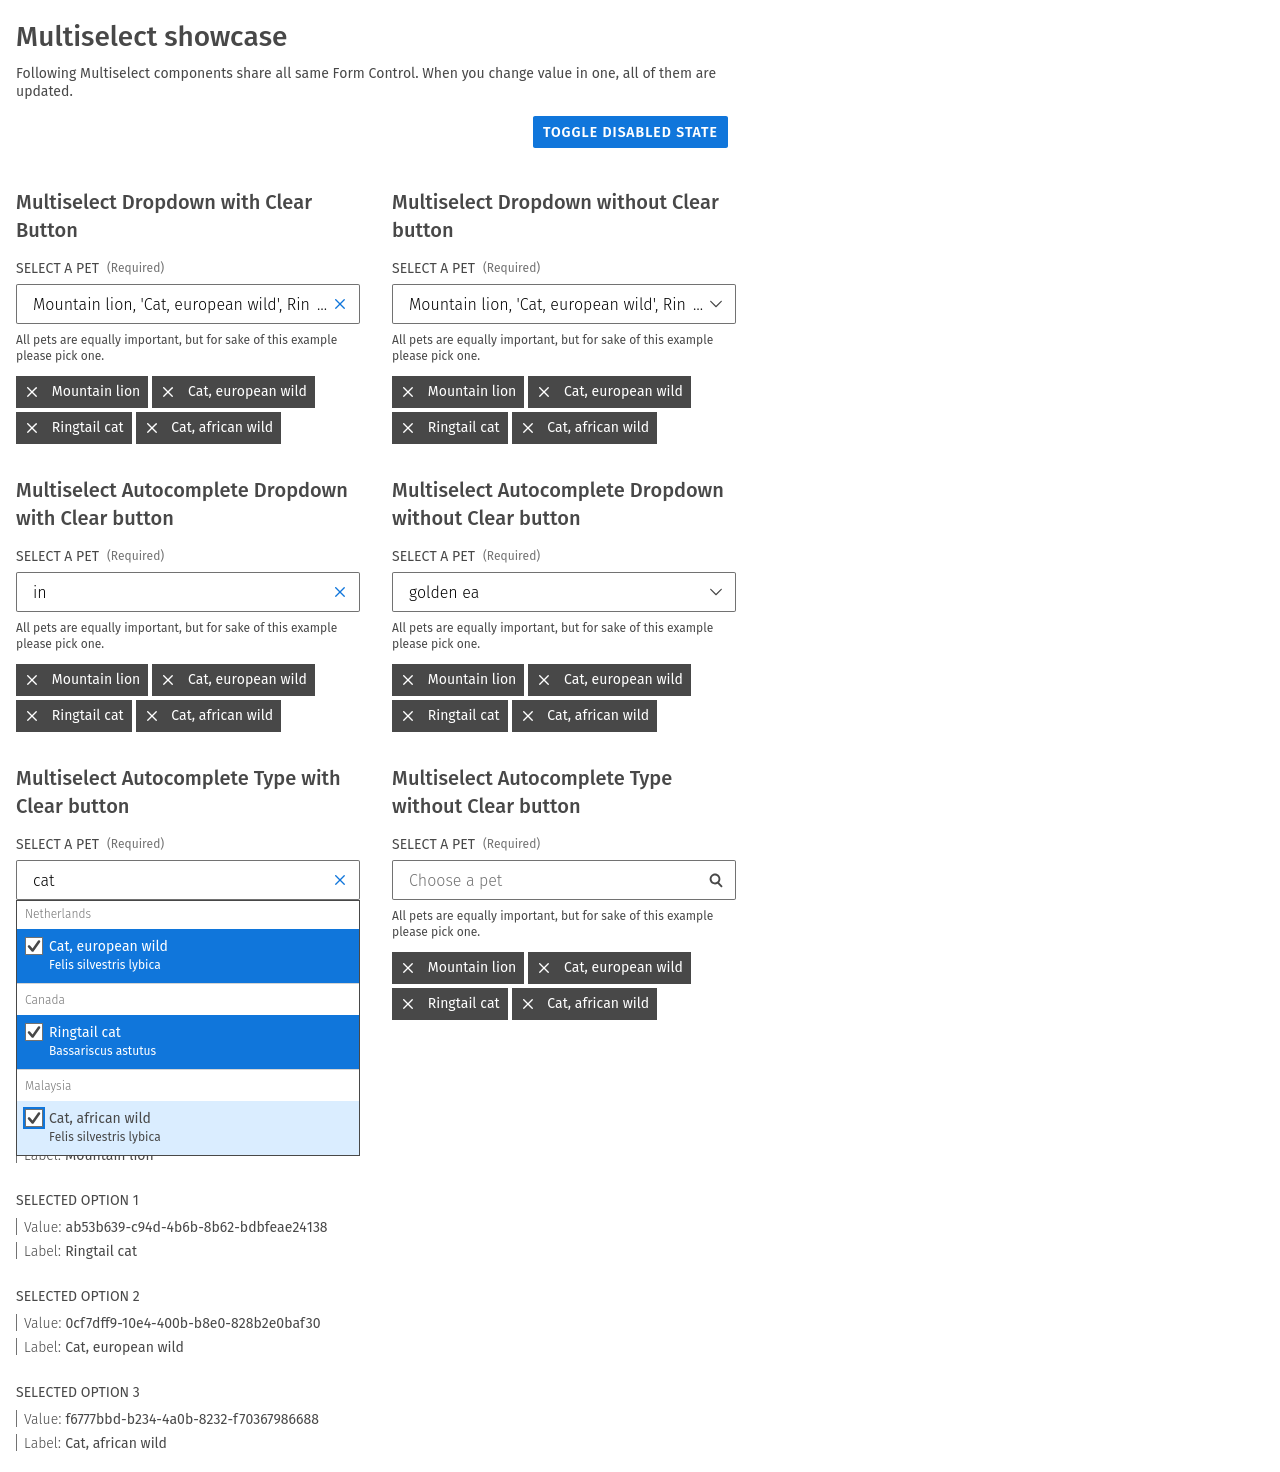 Multiselect showcase
Following Multiselect components share all same Form Control. When you change value in one, all of them are
updated.
TOGGLE DISABLED STATE
Multiselect Dropdown with Clear
Button
SELECT A PET (Required)
Mountain lion, 'Cat, european wild', Rin ...
All pets are equally important, but for sake of this example
please pick one.
Mountain lion
Cat, european wild
Ringtail cat
Cat, african wild
Multiselect Dropdown without Clear
button
SELECT A PET (Required)
Mountain lion, 'Cat, european wild', Rin ...
All pets are equally important, but for sake of this example
please pick one.
Mountain lion
Cat, european wild
Ringtail cat
Cat, african wild
Multiselect Autocomplete Dropdown
with Clear button
SELECT A PET (Required)
in
All pets are equally important, but for sake of this example
please pick one.
Mountain lion
Cat, european wild
Ringtail cat
Cat, african wild
Multiselect Autocomplete Dropdown
without Clear button
SELECT A PET (Required)
golden ea
All pets are equally important, but for sake of this example
please pick one.
Mountain lion
Cat, european wild
Ringtail cat
Cat, african wild
Multiselect Autocomplete Type with
Clear button
SELECT A PET (Required)
cat
Netherlands
Cat, european wild
Felis silvestris lybica
Canada
Ringtail cat
Bassariscus astutus
Malaysia
Cat, african wild
Felis silvestris lybica
Multiselect Autocomplete Type
without Clear button
SELECT A PET (Required)
Choose a pet
All pets are equally important, but for sake of this example
please pick one.
Mountain lion
Cat, european wild
Ringtail cat
Cat, african wild
Label: Mountain lion
SELECTED OPTION 1
Value: ab53b639-c94d-4b6b-8b62-bdbfeae24138
Label: Ringtail cat
SELECTED OPTION 2
Value: 0cf7dff9-10e4-400b-b8e0-828b2e0baf30
Label: Cat, european wild
SELECTED OPTION 3
Value: f6777bbd-b234-4a0b-8232-f70367986688
Label: Cat, african wild